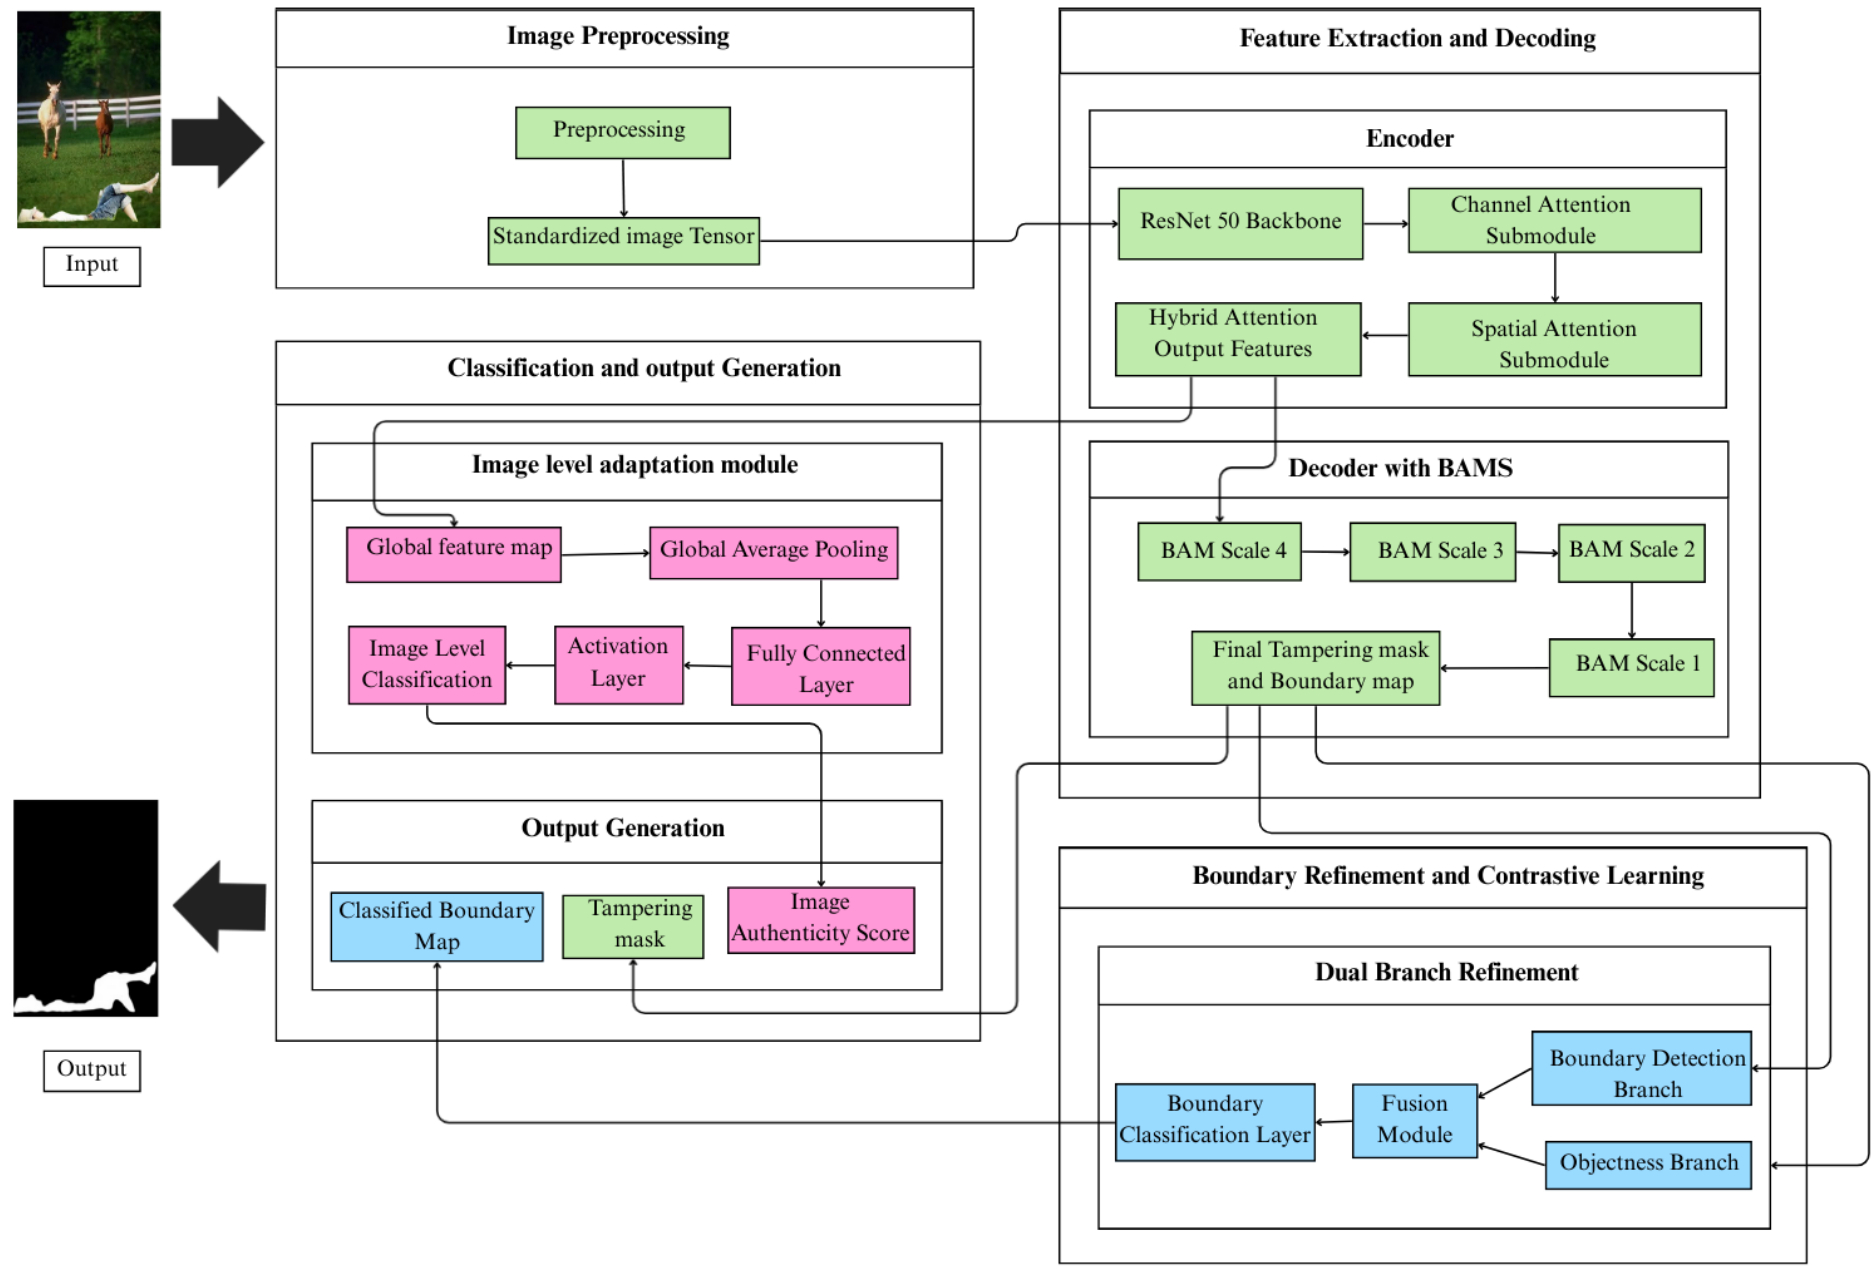 Image Preprocessing
Preprocessing
Standardized image Tensor
Input
Feature Extraction and Decoding
Encoder
ResNet 50 Backbone
Channel Attention
Submodule
Hybrid Attention
Output Features
Spatial Attention
Submodule
Decoder with BAMS
BAM Scale 4
BAM Scale 3
BAM Scale 2
Final Tampering mask
and Boundary map
BAM Scale 1
Classification and output Generation
Image level adaptation module
Global feature map
Global Average Pooling
Image Level
Classification
Activation
Layer
Fully Connected
Layer
Output Generation
Classified Boundary
Map
Tampering
mask
Image
Authenticity Score
Output
Boundary Refinement and Contrastive Learning
Dual Branch Refinement
Boundary Detection
Branch
Boundary
Classification Layer
Fusion
Module
Objectness Branch